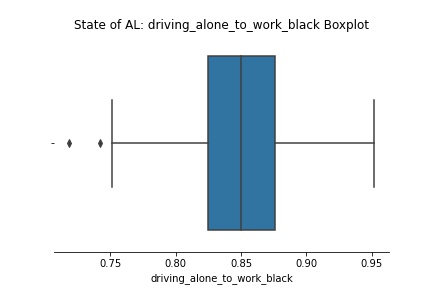 State of AL: driving_alone_to_work_black Boxplot
0.75 0.80 0.85 0.90 0.95
driving_alone_to_work_black